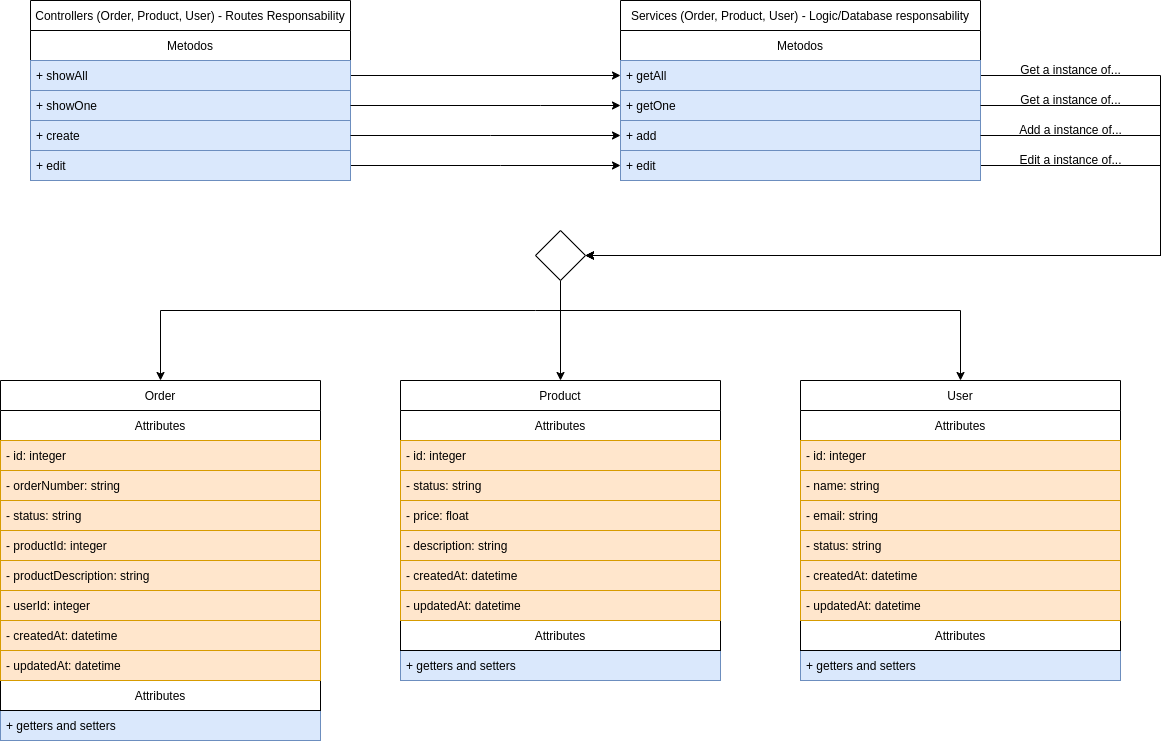 Controllers (Order, Product, User) - Routes Responsability
Metodos
+ showAll
+ showOne
+ create
+ edit
Services (Order, Product, User) - Logic/Database responsability
Metodos
+ getAll
+ getOne
+ add
+ edit
Get a instance of...
Get a instance of...
Add a instance of...
Edit a instance of...
Order
Attributes
- id: integer
- orderNumber: string
- status: string
- productId: integer
- productDescription: string
- userId: integer
- createdAt: datetime
- updatedAt: datetime
Attributes
+ getters and setters
Product
Attributes
- id: integer
- status: string
- price: float
- description: string
- createdAt: datetime
- updatedAt: datetime
Attributes
+ getters and setters
User
Attributes
- id: integer
- name: string
- email: string
- status: string
- createdAt: datetime
- updatedAt: datetime
Attributes
+ getters and setters